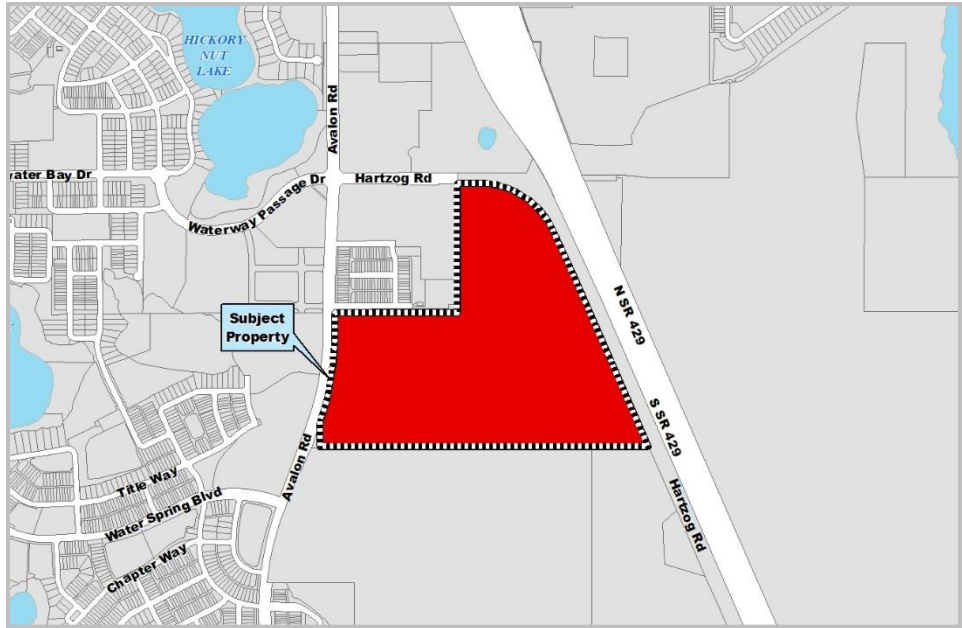 HICKORY
NUT
LAKE
Avalon Rd
water Bay Dr
Hartzog Rd
Waterway Passage Dr
Subject
Property
N SR 429
S SR 429
Avalon Rd
Title Way
Water Spring Blvd
Hartzog Rd
Chapter Way